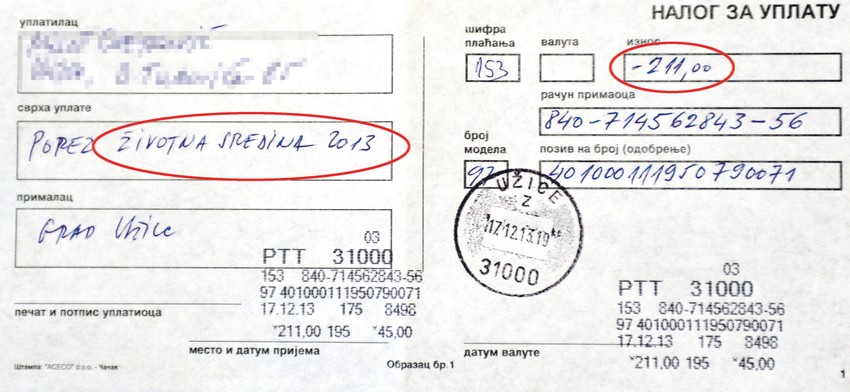 НАЛОГ ЗА УПЛАТУ
уплатилац
сврха уплате
POREZ ŽIVOTNA SREDINA 2013
прималац
GRAD UŽICE
03
PTT 31000
153 840-714562843-56
97 401000111950790071
17.12.13 175 8498
*211,00 195 *45,00
печат и потпис уплатиоца
место и датум пријема
Штампа: "ACECO" d.o.o. - Чачак
Образац бр.1
шифра
плаћања
153
валута
износ
-211,00
рачун примаоца
840-714562843-56
број
модела
97
позив на број (одобрење)
401000111950790071
UŽICE
2
17.12.13.19
31000
03
PTT 31000
153 840-714562843-56
97 401000111950790071
17.12.13 175 8498
*211,00 195 *45,00
датум валуте
1